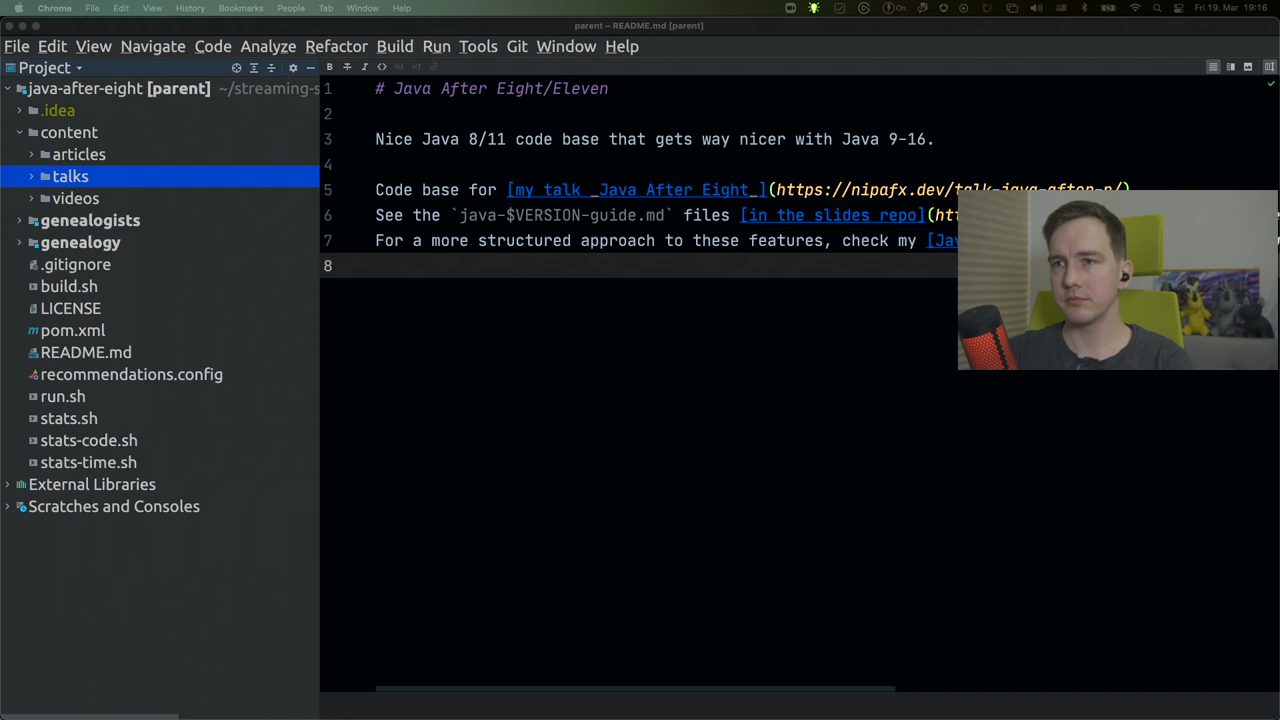 Chrome File Edit View History Bookmarks People Tab Window Help On Fri 19. Mar 19:16
parent – README.md [parent]
File Edit View Navigate Code Analyze Refactor Build Run Tools Git Window Help
Project
B I H1 H1
java-after-eight [parent] ~/streaming-s
.idea
content
articles
talks
videos
genealogists
genealogy
.gitignore
build.sh
LICENSE
pom.xml
README.md
recommendations.config
run.sh
stats.sh
stats-code.sh
stats-time.sh
External Libraries
Scratches and Consoles
1 # Java After Eight/Eleven
2
3 Nice Java 8/11 code base that gets way nicer with Java 9-16.
4
5 Code base for [my talk _Java After Eight_](https://nipafx.dev/talk-java-after-n/)
6 See the `java-$VERSION-guide.md` files [in the slides repo](ht
7 For a more structured approach to these features, check my [Ja
8